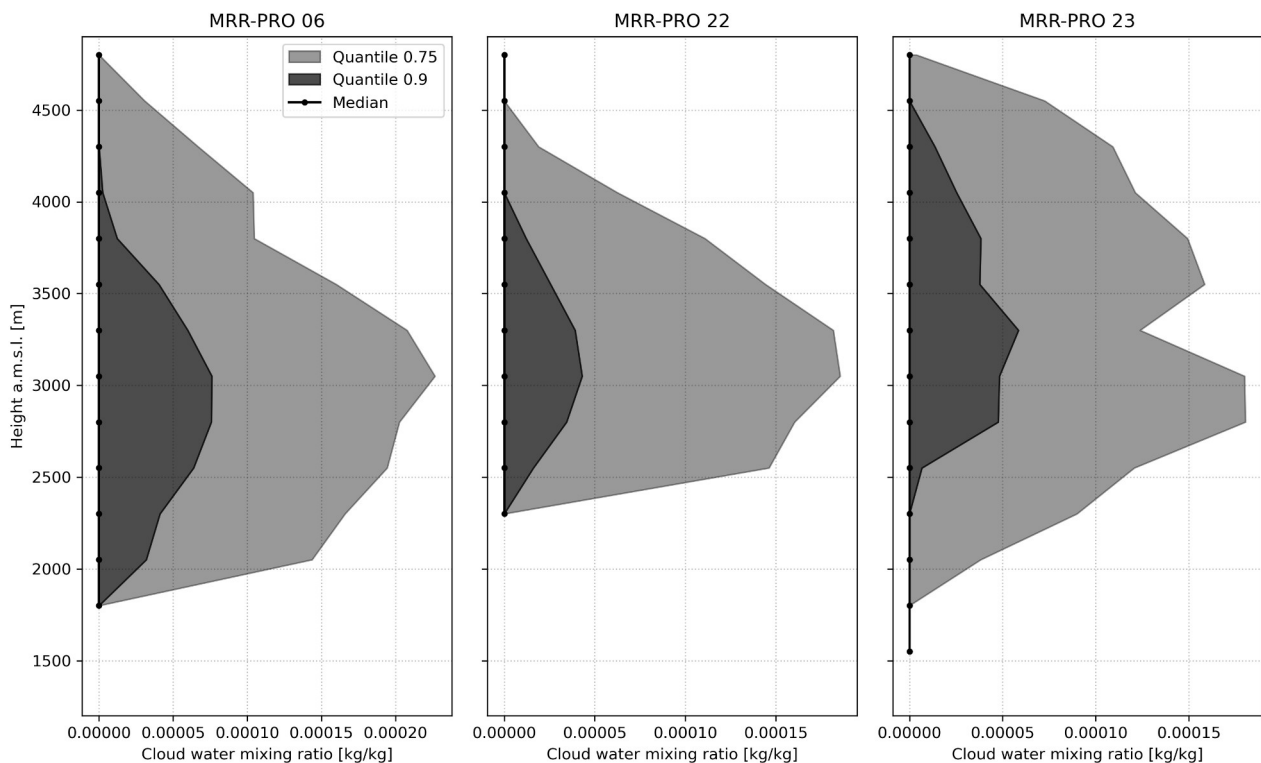 MRR-PRO 06
MRR-PRO 22
MRR-PRO 23
Quantile 0.75
Quantile 0.9
Median
Height a.m.s.l. [m]
4500
4000
3500
3000
2500
2000
1500
0.00000 0.00005 0.00010 0.00015 0.00020
0.00000 0.00005 0.00010 0.00015
0.00000 0.00005 0.00010 0.00015
Cloud water mixing ratio [kg/kg]
Cloud water mixing ratio [kg/kg]
Cloud water mixing ratio [kg/kg]